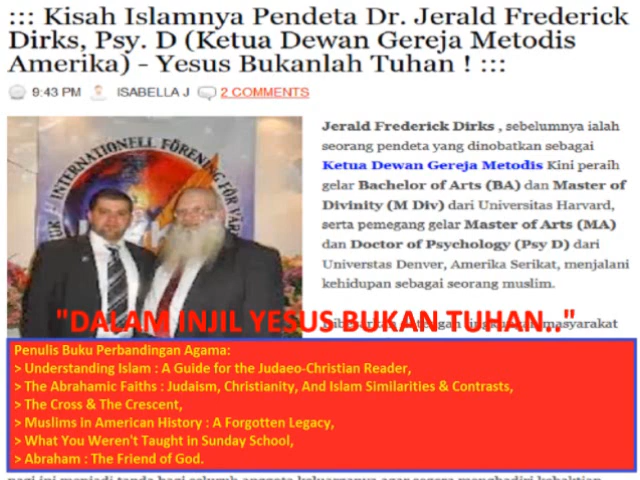 ::: Kisah Islamnya Pendeta Dr. Jerald Frederick
Dirks, Psy. D (Ketua Dewan Gereja Metodis
Amerika) - Yesus Bukanlah Tuhan ! :::
9:43 PM ISABELLA J 2 COMMENTS
INTERNATIONELL FÖRENING FÖR
Jerald Frederick Dirks , sebelumnya ialah
seorang pendeta yang dinobatkan sebagai
Ketua Dewan Gereja Metodis Kini peraih
gelar Bachelor of Arts (BA) dan Master of
Divinity (M Div) dari Universitas Harvard,
serta pemegang gelar Master of Arts (MA)
dan Doctor of Psychology (Psy D) dari
Universtas Denver, Amerika Serikat, menjalani
kehidupan sebagai seorang muslim.
"DALAM INJIL YESUS BUKAN TUHAN.."
masyarakat
Penulis Buku Perbandingan Agama:
> Understanding Islam : A Guide for the Judaeo-Christian Reader,
> The Abrahamic Faiths : Judaism, Christianity, And Islam Similarities & Contrasts,
> The Cross & The Crescent,
> Muslims in American History : A Forgotten Legacy,
> What You Weren't Taught in Sunday School,
> Abraham : The Friend of God.